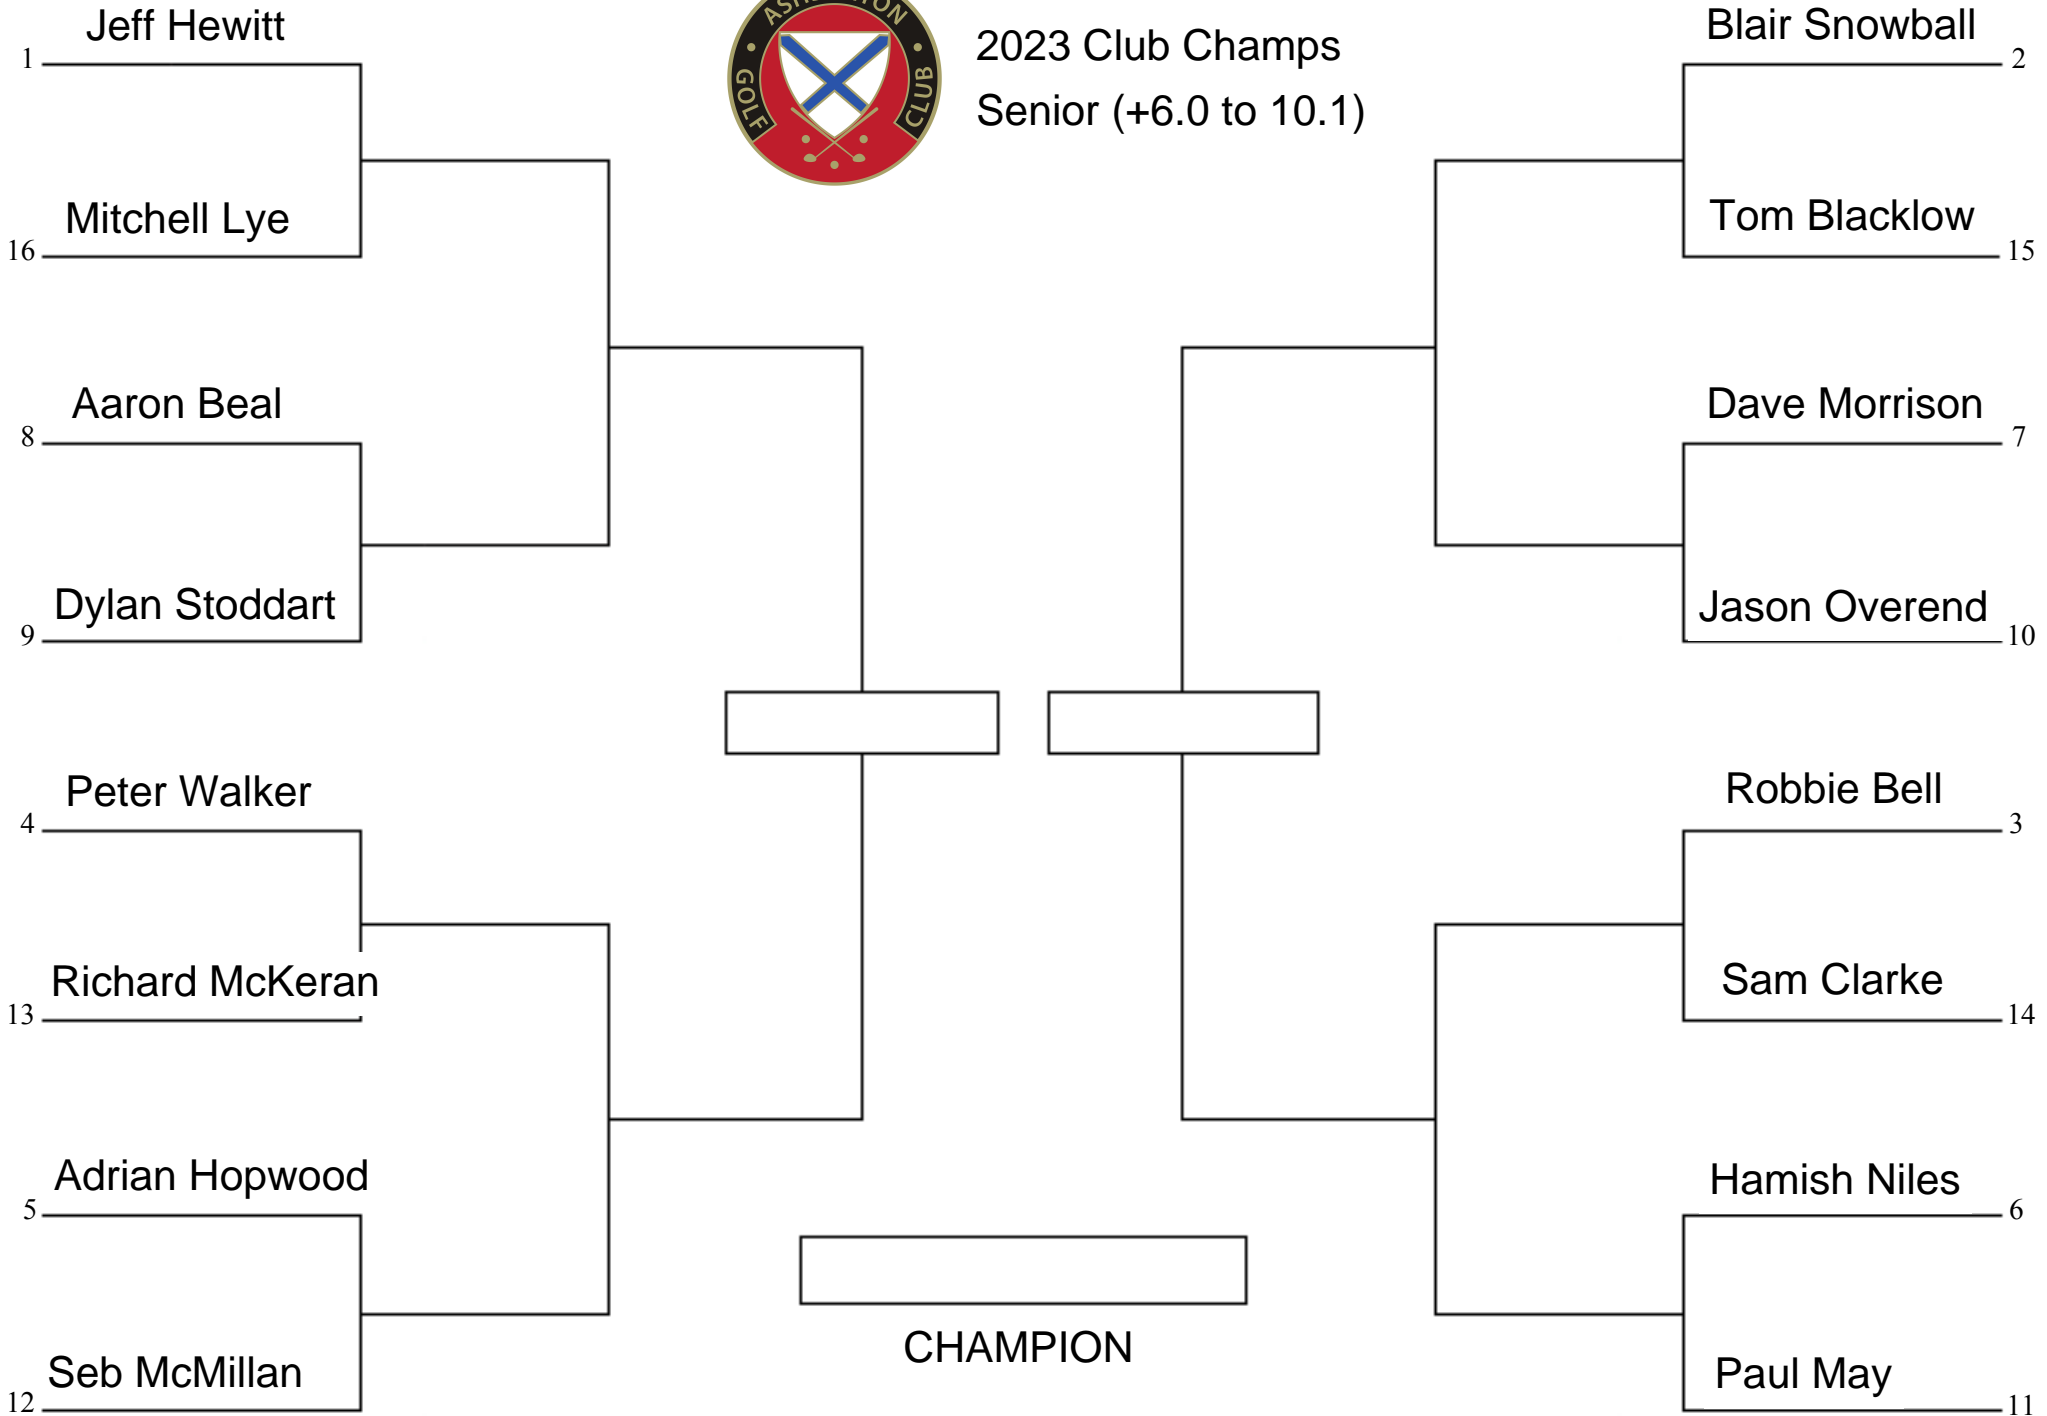 Jeff Hewitt
1
Mitchell Lye
16
Aaron Beal
8
Dylan Stoddart
9
Peter Walker
4
Richard McKeran
13
Adrian Hopwood
5
Seb McMillan
12
GOLF CLUB
2023 Club Champs
Senior (+6.0 to 10.1)
CHAMPION
Blair Snowball
2
Tom Blacklow
15
Dave Morrison
7
Jason Overend
10
Robbie Bell
3
Sam Clarke
14
Hamish Niles
6
Paul May
11